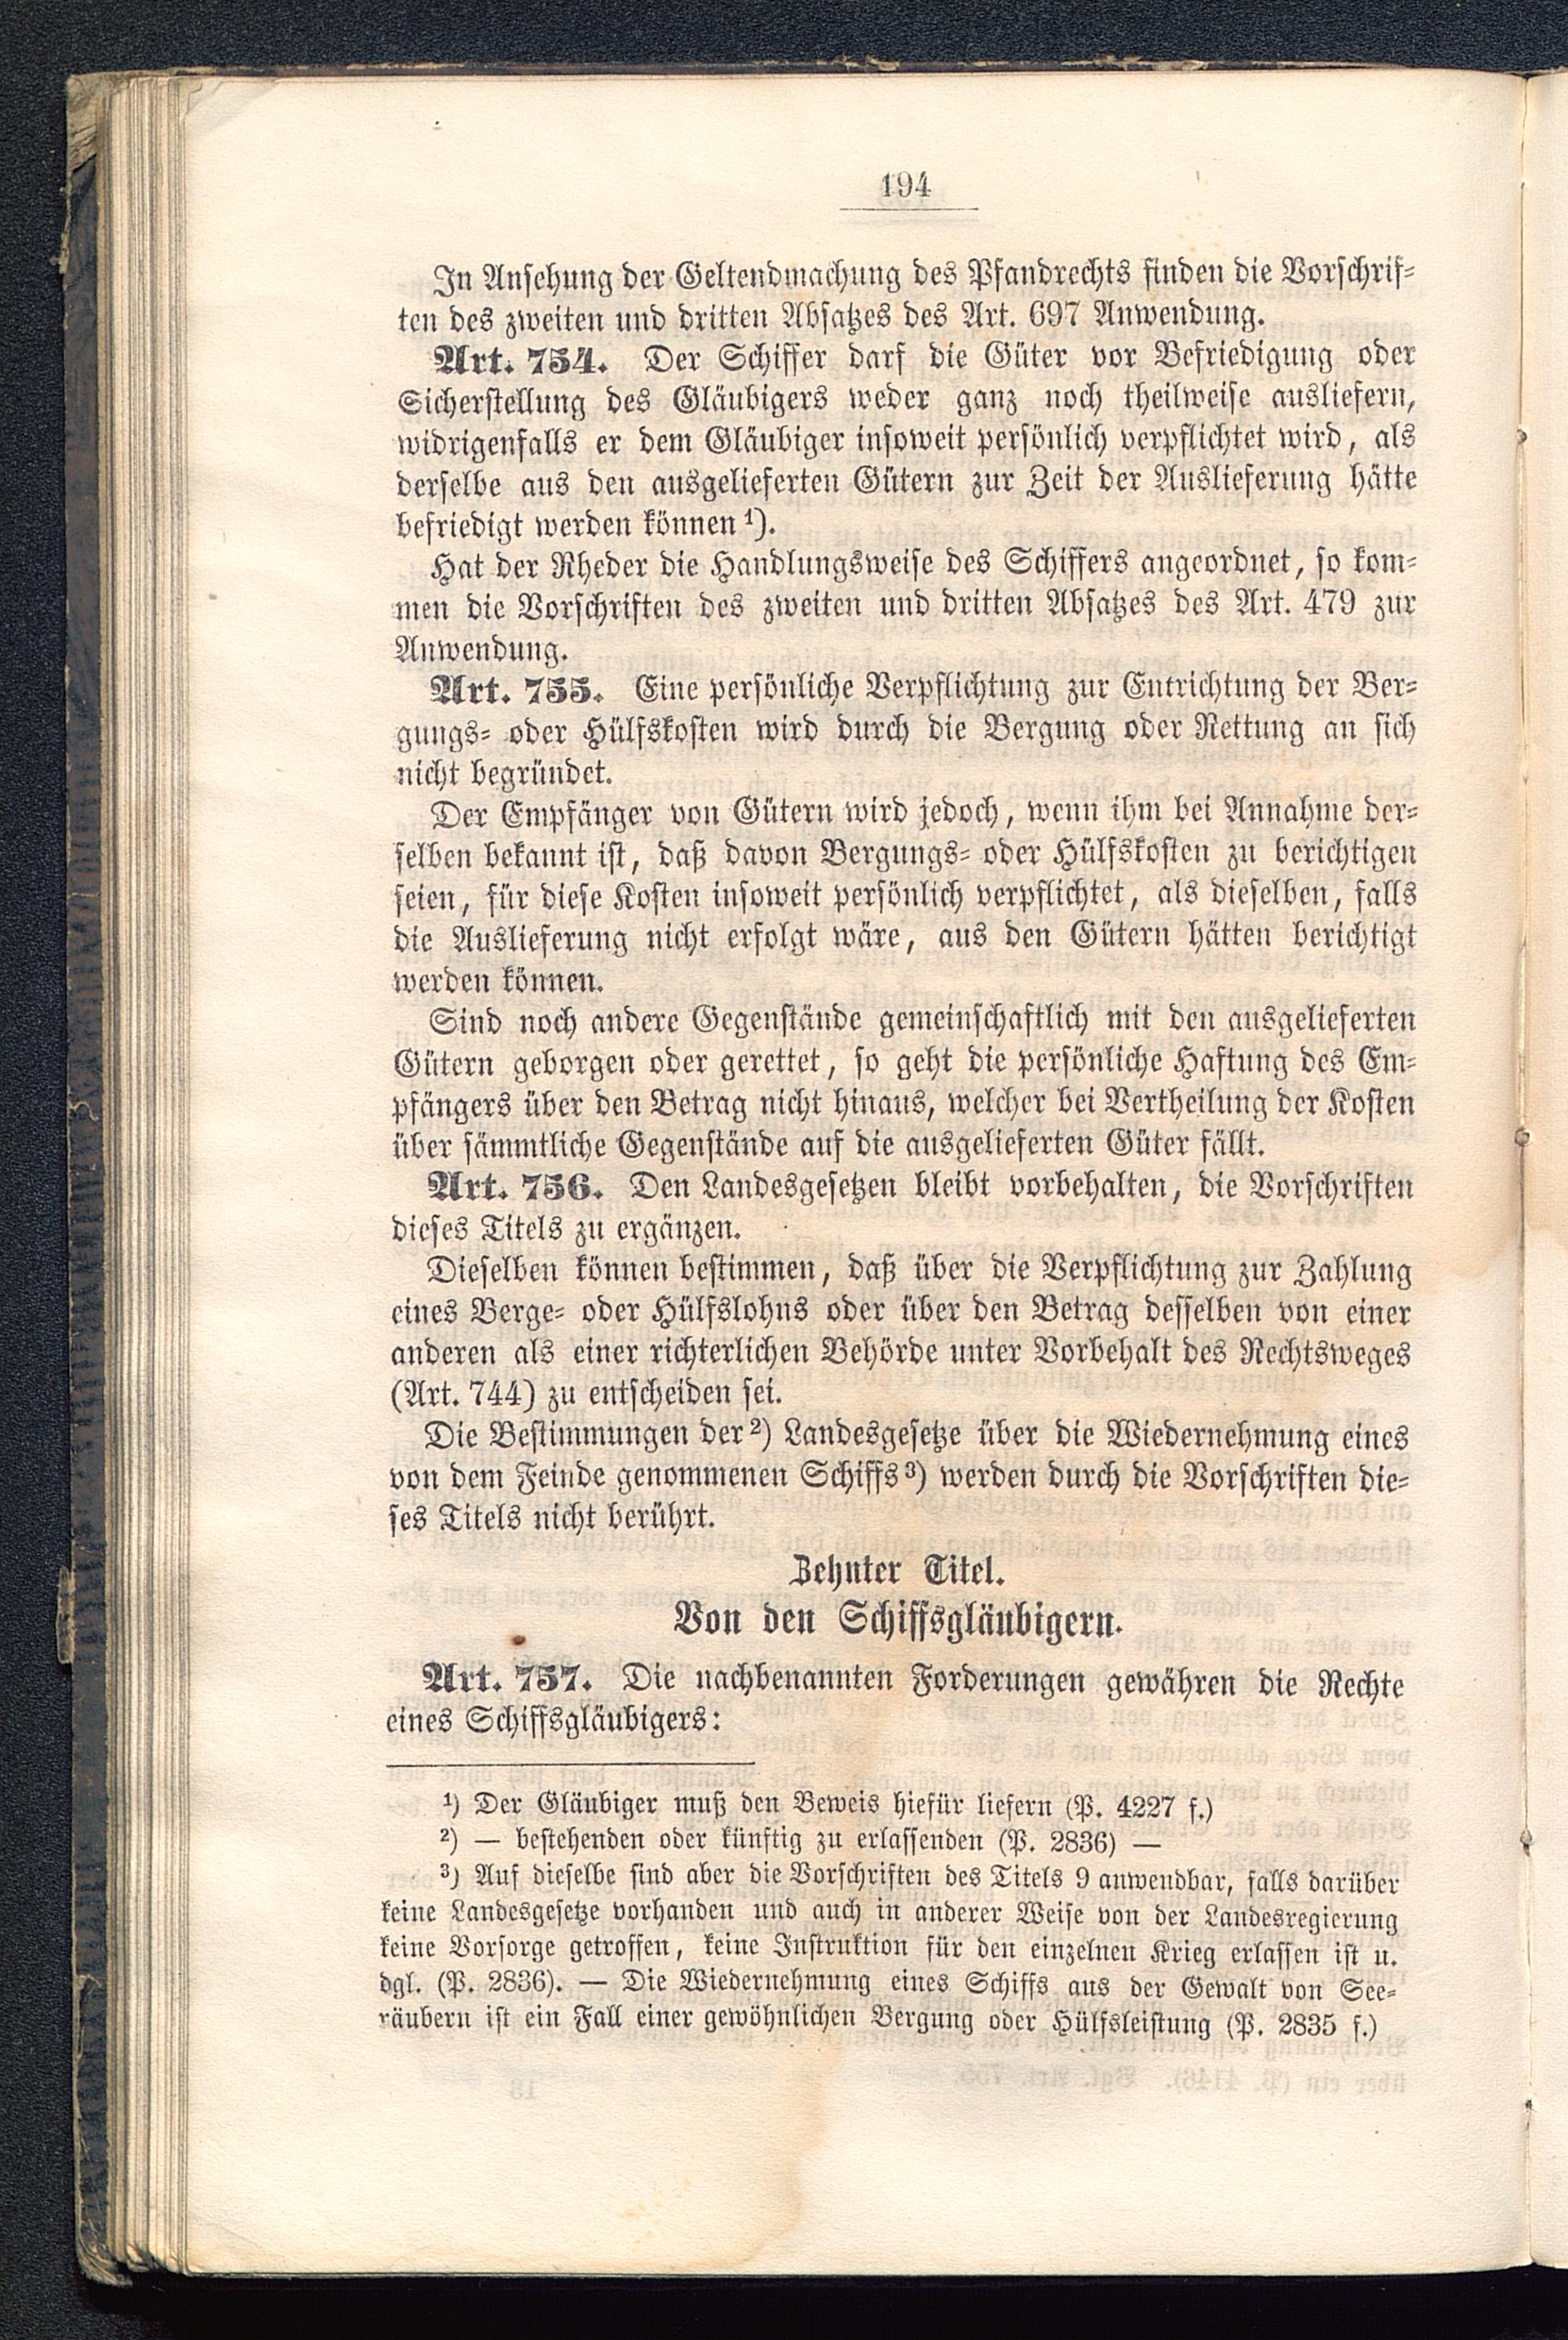 194
In Ansehung der Geltendmachung des Pfandrechts finden die Vorschrif-
ten des zweiten und dritten Absatzes des Art. 697 Anwendung.
Art. 754. Der Schiffer darf die Güter vor Befriedigung oder
Sicherstellung des Gläubigers weder ganz noch theilweise ausliefern,
widrigenfalls er dem Gläubiger insoweit persönlich verpflichtet wird, als
derselbe aus den ausgelieferten Gütern zur Zeit der Auslieferung hätte
befriedigt werden können ¹).
Hat der Rheder die Handlungsweise des Schiffers angeordnet, so kom-
men die Vorschriften des zweiten und dritten Absatzes des Art. 479 zur
Anwendung.
Art. 755. Eine persönliche Verpflichtung zur Entrichtung der Ber-
gungs- oder Hülfskosten wird durch die Bergung oder Rettung an sich
nicht begründet.
Der Empfänger von Gütern wird jedoch, wenn ihm bei Annahme der-
selben bekannt ist, daß davon Bergungs- oder Hülfskosten zu berichtigen
seien, für diese Kosten insoweit persönlich verpflichtet, als dieselben, falls
die Auslieferung nicht erfolgt wäre, aus den Gütern hätten berichtigt
werden können.
Sind noch andere Gegenstände gemeinschaftlich mit den ausgelieferten
Gütern geborgen oder gerettet, so geht die persönliche Haftung des Em-
pfängers über den Betrag nicht hinaus, welcher bei Vertheilung der Kosten
über sämmtliche Gegenstände auf die ausgelieferten Güter fällt.
Art. 756. Den Landesgesetzen bleibt vorbehalten, die Vorschriften
dieses Titels zu ergänzen.
Dieselben können bestimmen, daß über die Verpflichtung zur Zahlung
eines Berge- oder Hülfslohns oder über den Betrag desselben von einer
anderen als einer richterlichen Behörde unter Vorbehalt des Rechtsweges
(Art. 744) zu entscheiden sei.
Die Bestimmungen der ²) Landesgesetze über die Wiedernehmung eines
von dem Feinde genommenen Schiffs ³) werden durch die Vorschriften die-
ses Titels nicht berührt.
Zehnter Titel.
Von den Schiffsgläubigern.
Art. 757. Die nachbenannten Forderungen gewähren die Rechte
eines Schiffsgläubigers:
¹) Der Gläubiger muß den Beweis hiefür liefern (P. 4227 f.)
²) — bestehenden oder künftig zu erlassenden (P. 2836) —
³) Auf dieselbe sind aber die Vorschriften des Titels 9 anwendbar, falls darüber
keine Landesgesetze vorhanden und auch in anderer Weise von der Landesregierung
keine Vorsorge getroffen, keine Instruktion für den einzelnen Krieg erlassen ist u.
dgl. (P. 2836). — Die Wiedernehmung eines Schiffs aus der Gewalt von See-
räubern ist ein Fall einer gewöhnlichen Bergung oder Hülfsleistung (P. 2835 f.)